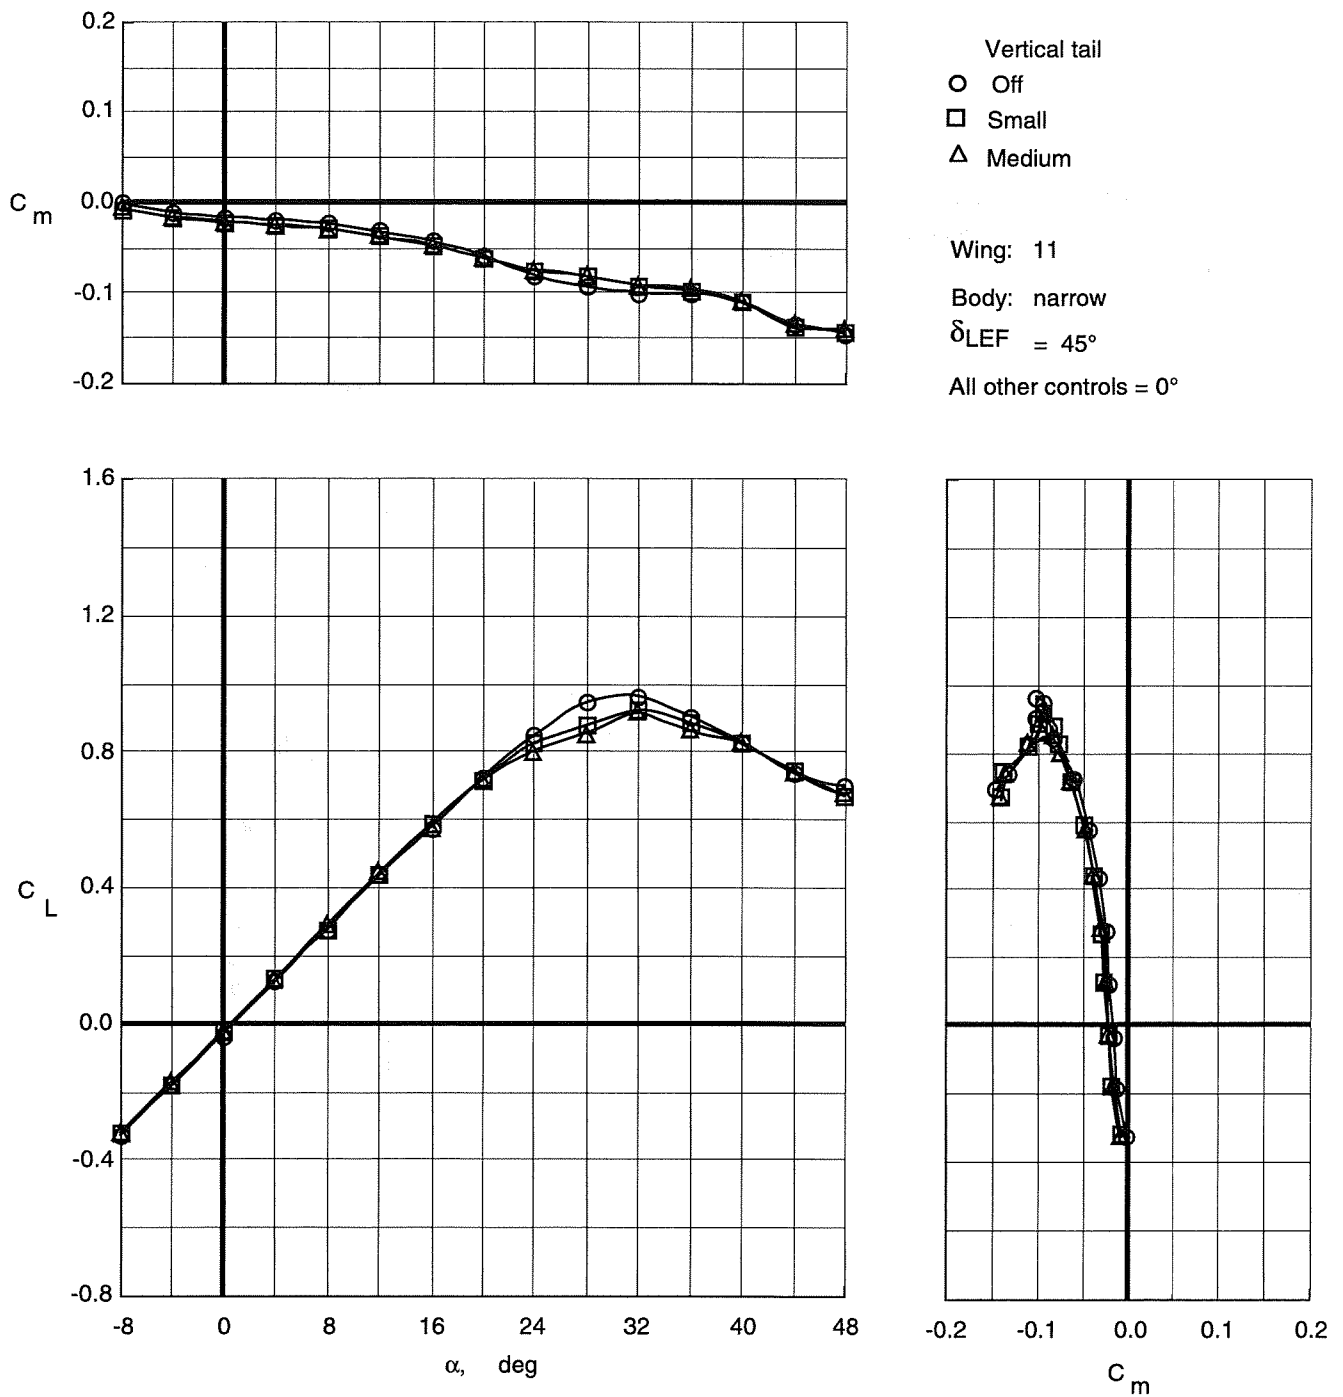 0.2
0.1
0.0
C m
-0.1
-0.2
Vertical tail
Off
Small
Medium
Wing: 11
Body: narrow
δLEF = 45°
All other controls = 0°
1.6
1.2
0.8
0.4
C L
0.0
-0.4
-0.8
-8 0 8 16 24 32 40 48
α, deg
-0.2 -0.1 0.0 0.1 0.2
C m